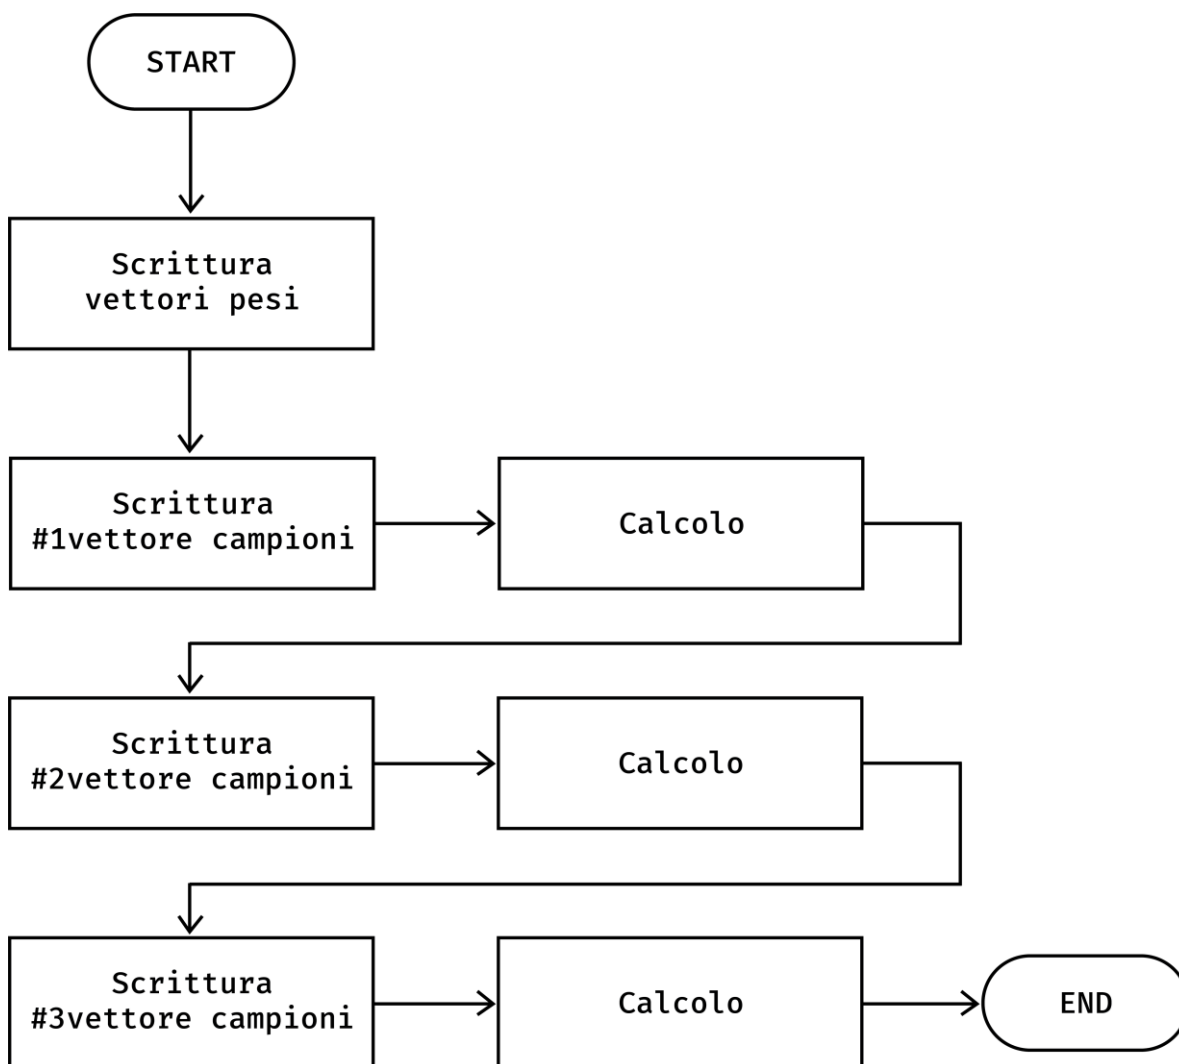 START
Scrittura
vettori pesi
Scrittura
#1vettore campioni
Calcolo
Scrittura
#2vettore campioni
Calcolo
Scrittura
#3vettore campioni
Calcolo
END